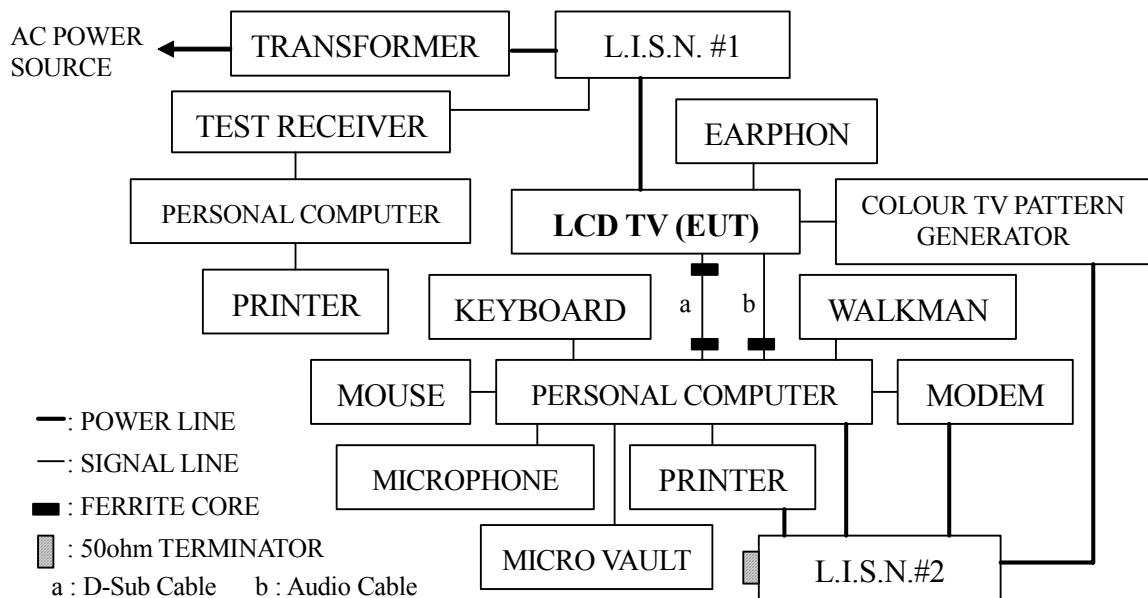 AC POWER
SOURCE
TRANSFORMER
L.I.S.N. #1
TEST RECEIVER
EARPHON
PERSONAL COMPUTER
LCD TV (EUT)
COLOUR TV PATTERN
GENERATOR
PRINTER
KEYBOARD
a
b
WALKMAN
MOUSE
PERSONAL COMPUTER
MODEM
: POWER LINE
: SIGNAL LINE
MICROPHONE
PRINTER
: FERRITE CORE
: 50ohm TERMINATOR
MICRO VAULT
L.I.S.N.#2
a : D-Sub Cable b : Audio Cable